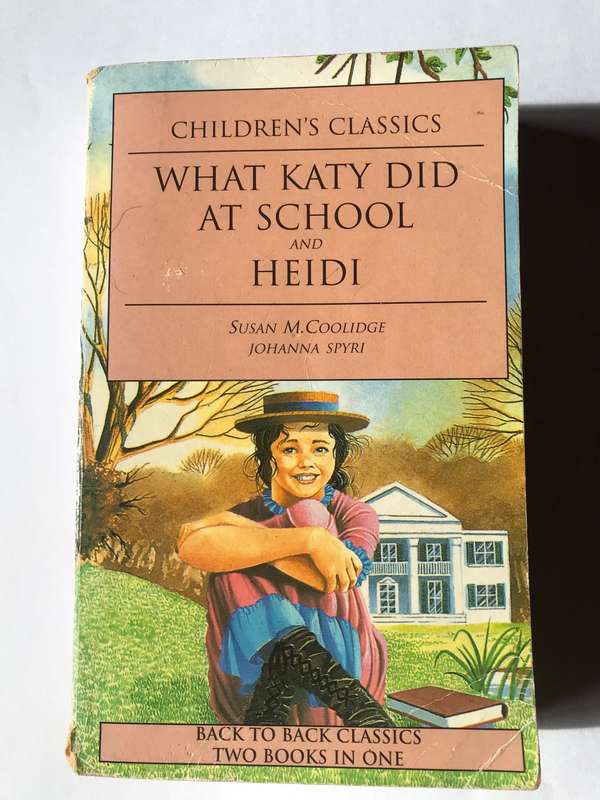 CHILDREN'S CLASSICS
WHAT KATY DID
AT SCHOOL
AND
HEIDI
SUSAN M.COOLIDGE
JOHANNA SPYRI
BACK TO BACK CLASSICS
TWO BOOKS IN ONE